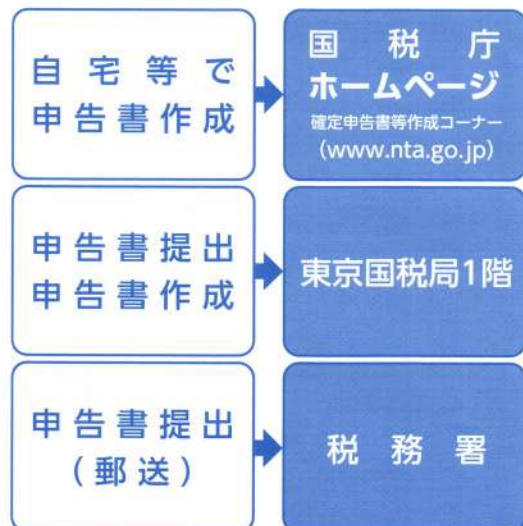 自宅等で
申告書作成
国税庁
ホームページ
確定申告書等作成コーナー
(www.nta.go.jp)
申告書提出
申告書作成
東京国税局1階
申告書提出
(郵送)
税務署